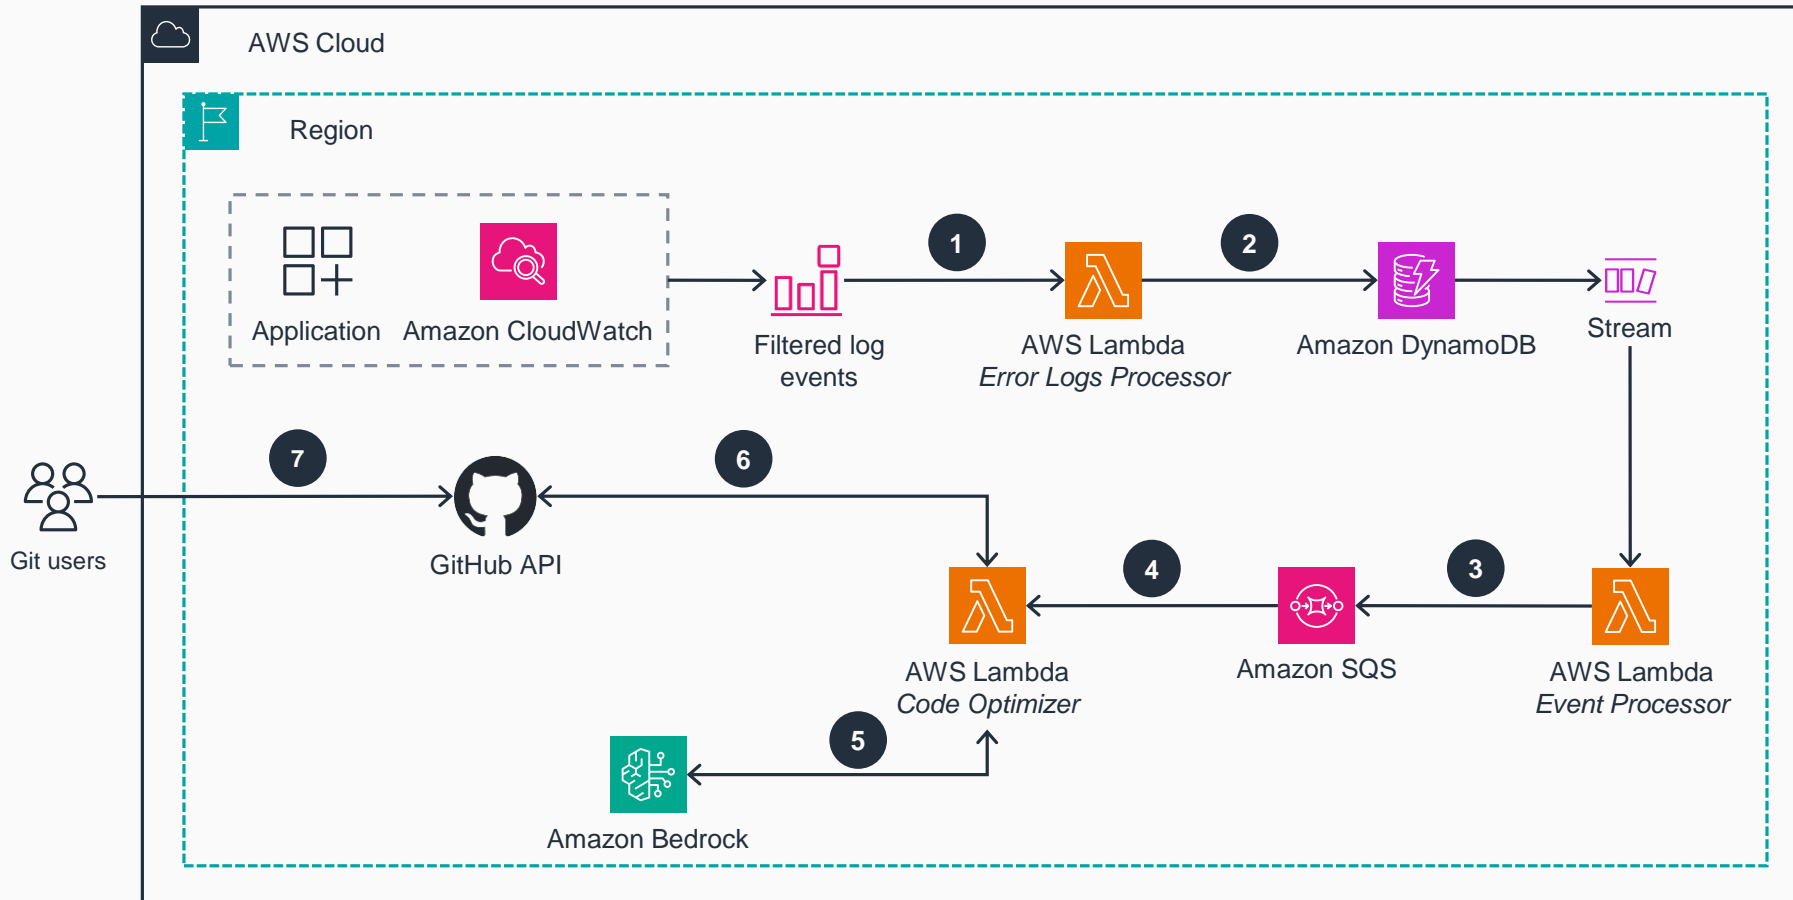 AWS Cloud
Region
1
2
Application
Amazon CloudWatch
Filtered log
events
AWS Lambda
Error Logs Processor
Amazon DynamoDB
Stream
7
6
Git users
GitHub API
4
3
AWS Lambda
Code Optimizer
Amazon SQS
AWS Lambda
Event Processor
5
Amazon Bedrock